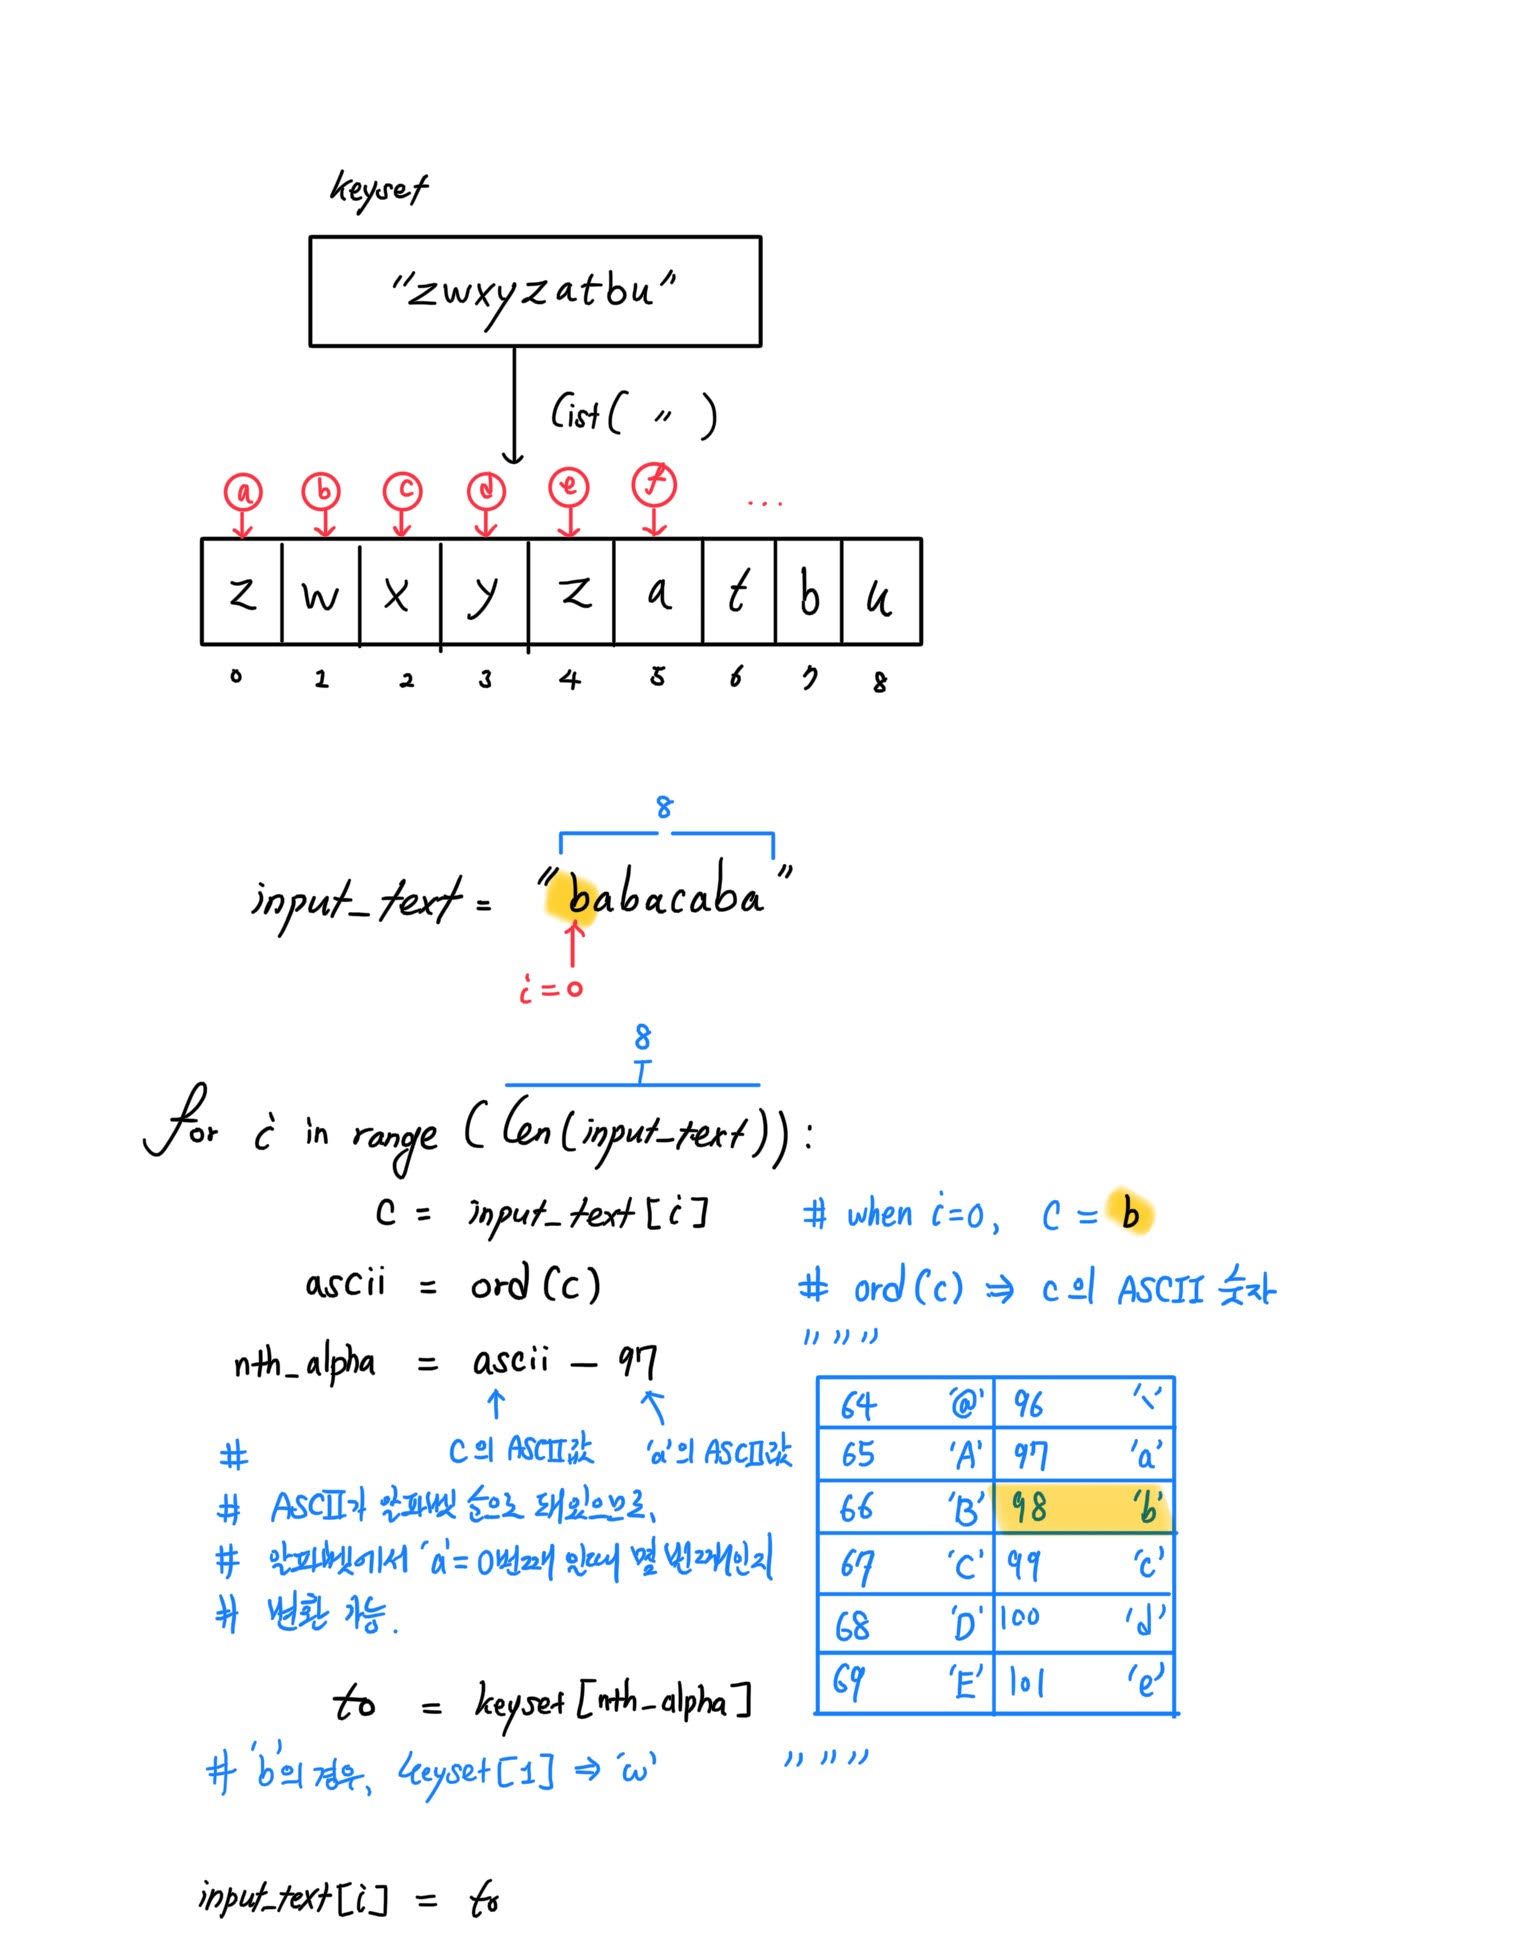 keyset
"zwxyzatbu"
list( " )
a b c d e f ...
z w x y z a t b u
0 1 2 3 4 5 6 7 8
8
input_text = "babacaba"
i=0
8
for i in range (len(input_text)):
c = input_text[i] # when i=0, c = b
ascii = ord(c) # ord(c) ⇒ c의 ASCII 숫자
nth_alpha = ascii - 97
"""
# c의 ASCII값 'a'의 ASCII값
# ASCII가 알파벳 순으로 돼있으므로,
# 알파벳에서 'a'=0번째 일때 몇 번째인지
# 변환 가능.
64 '@' 96 '`'
65 'A' 97 'a'
66 'B' 98 'b'
67 'C' 99 'c'
68 'D' 100 'd'
69 'E' 101 'e'
"""
to = keyset[nth_alpha]
# 'b'의 경우, keyset[1] ⇒ 'w'
input_text[i] = to